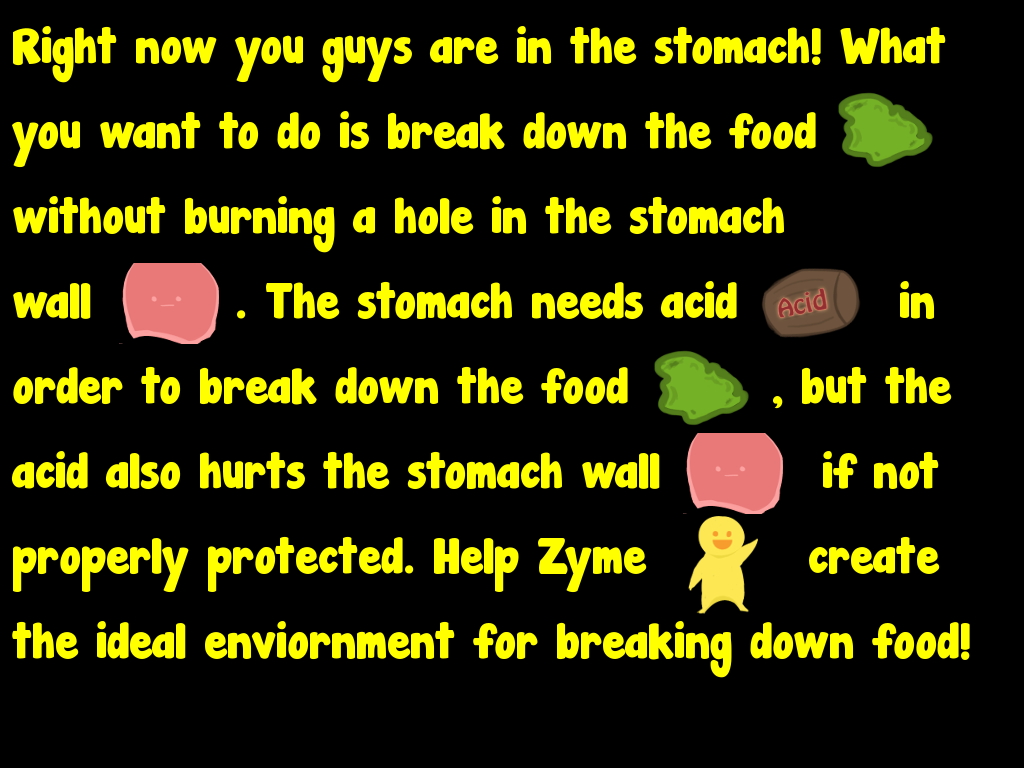 Right now you guys are in the stomach! What
you want to do is break down the food
without burning a hole in the stomach
wall . The stomach needs acid Acid in
order to break down the food , but the
acid also hurts the stomach wall if not
properly protected. Help Zyme create
the ideal enviornment for breaking down food!